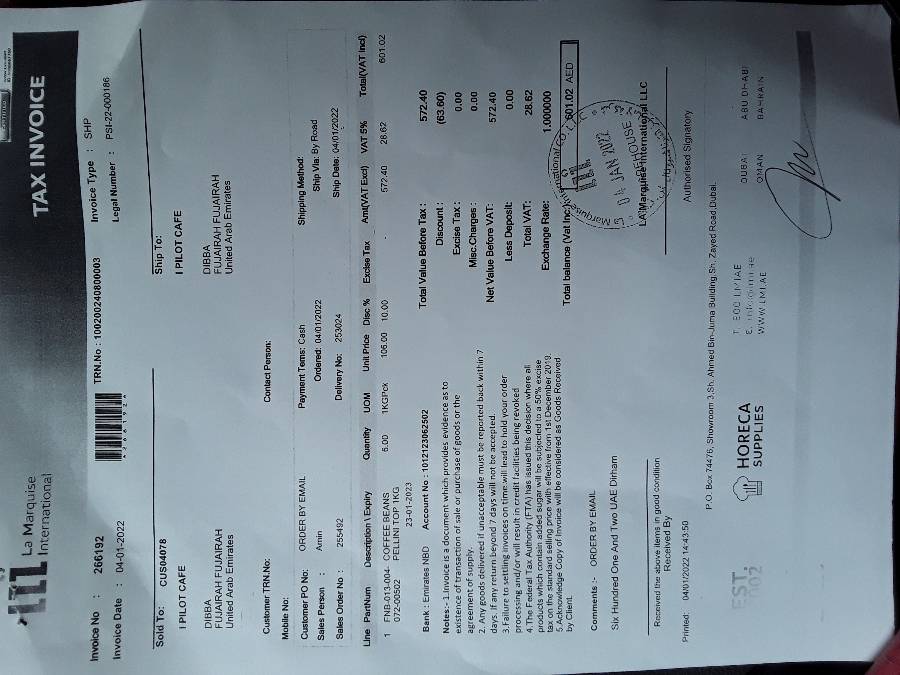 La Marquise
International
TAX INVOICE
Invoice No : 266192
TRN.No : 100200240800003
Invoice Type : SHP
Invoice Date : 04-01-2022
Legal Number : PSI-22-000186
Sold To: CUS04078
Ship To:
I PILOT CAFE
I PILOT CAFE
DIBBA
FUJAIRAH FUJAIRAH
United Arab Emirates
DIBBA
FUJAIRAH FUJAIRAH
United Arab Emirates
Customer TRN.No:
Contact Person:
Mobile No:
Customer PO No: ORDER BY EMAIL Payment Tems: Cash Shipping Method:
Sales Person : Amin Ordered: 04/01/2022 Ship Via: By Road
Sales Order No : 255492 Delivery No: 253024 Ship Date: 04/01/2022
Line PartNum Description \ Expiry Quantity UOM Unit Price Disc % Excise Tax Amt(VAT Excl) VAT 5% Total(VAT Incl)
1 FNB-013-004- COFFEE BEANS 6.00 1KGPck 106.00 10.00 - 572.40 28.62 601.02
072-00502 PELLINI TOP 1KG
23-01-2023
Bank : Emirates NBD Account No : 1012123062502
Total Value Before Tax : 572.40
Discount : (63.60)
Excise Tax : 0.00
Misc.Charges : 0.00
Net Value Before VAT: 572.40
Less Deposit: 0.00
Total VAT: 28.62
Exchange Rate: 1.000000
Total balance (Vat Inc): 601.02 AED
Notes:- 1.Invoice is a document which provides evidence as to
existence of transaction of sale or purchase of goods or the
agreement of supply.
2. Any goods delivered if unacceptable must be reported back within 7
days. If any return beyond 7 days will not be accepted.
3.Failure to settling invoices on time will lead to hold your order
processing and/or will result in credit facilities being revoked
4.The Federal Tax Authority (FTA) has issued this decision where all
products which contain added sugar will be subjected to a 50% excise
tax on the standard selling price with effective from 1st December 2019.
5.Acknowledge Copy of Invoice will be considered as Goods Received
by Client.
04 JAN 2022
LA Marquise International LLC
Comments :- ORDER BY EMAIL
Six Hundred One And Two UAE Dirham
Received the above items in good condition
Received By
Authorised Signatory
Printed: 04/01/2022 14:43:50
P.O. Box 74476, Showroom 3,Sh. Ahmed Bin-Juma Building,Sh. Zayed Road,Dubai.
EST.
2002
HORECA
SUPPLIES
T. 800 LMIAE
WWW.LMI.AE
DUBAI
OMAN
ABU DHABI
BAHRAIN